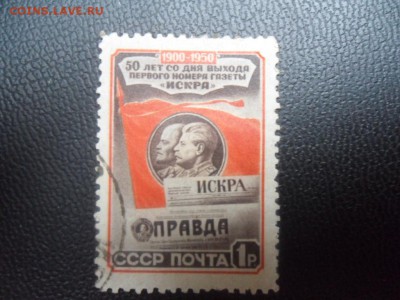 COINS.LAVE.RU
1900-1950
50 ЛЕТ СО ДНЯ ВЫХОДА
ПЕРВОГО НОМЕРА ГАЗЕТЫ
«ИСКРА»
ИСКРА
ПРАВДА
СССР ПОЧТА 1Р